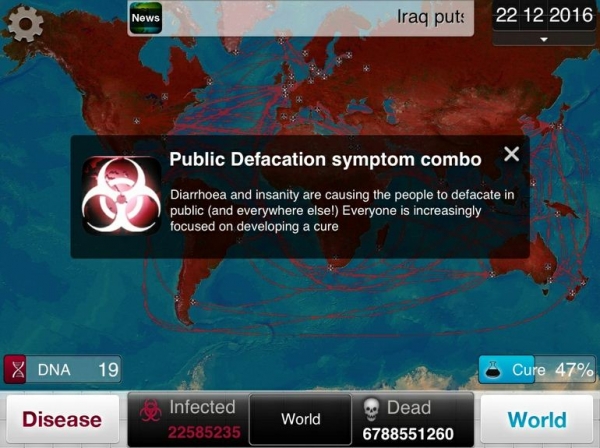 News
Iraq puts
22 12 2016
Public Defacation symptom combo
Diarrhoea and insanity are causing the people to defacate in
public (and everywhere else!) Everyone is increasingly
focused on developing a cure
DNA 19
Cure 47%
Disease
Infected
22585235
World
Dead
6788551260
World